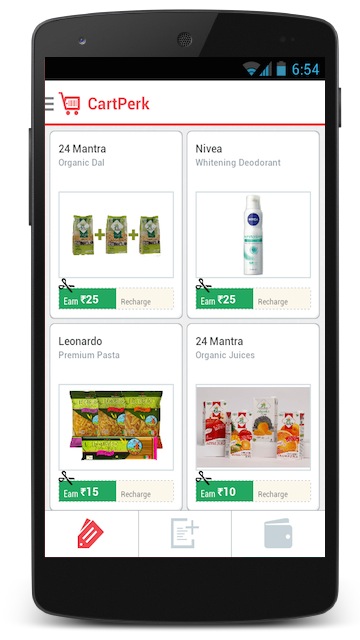 6:54
CartPerk
24 Mantra
Organic Dal
Earn ₹25 Recharge
Nivea
Whitening Deodorant
NIVEA
Earn ₹25 Recharge
Leonardo
Premium Pasta
Earn ₹15 Recharge
24 Mantra
Organic Juices
Earn ₹10 Recharge